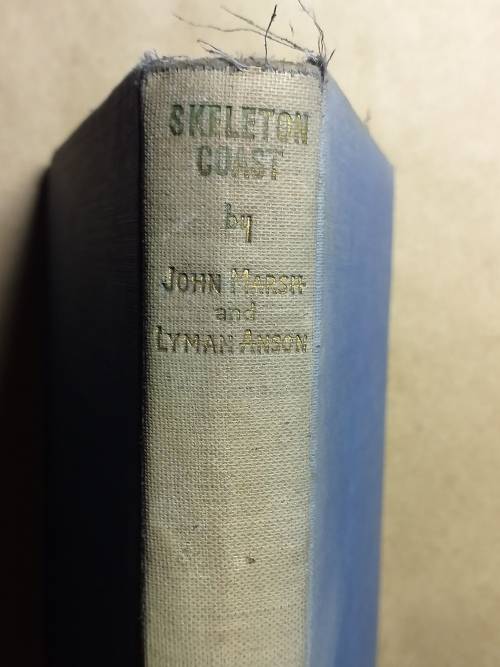 SKELETON
COAST
by
JOHN MARSH
and
LYMAN ANSON